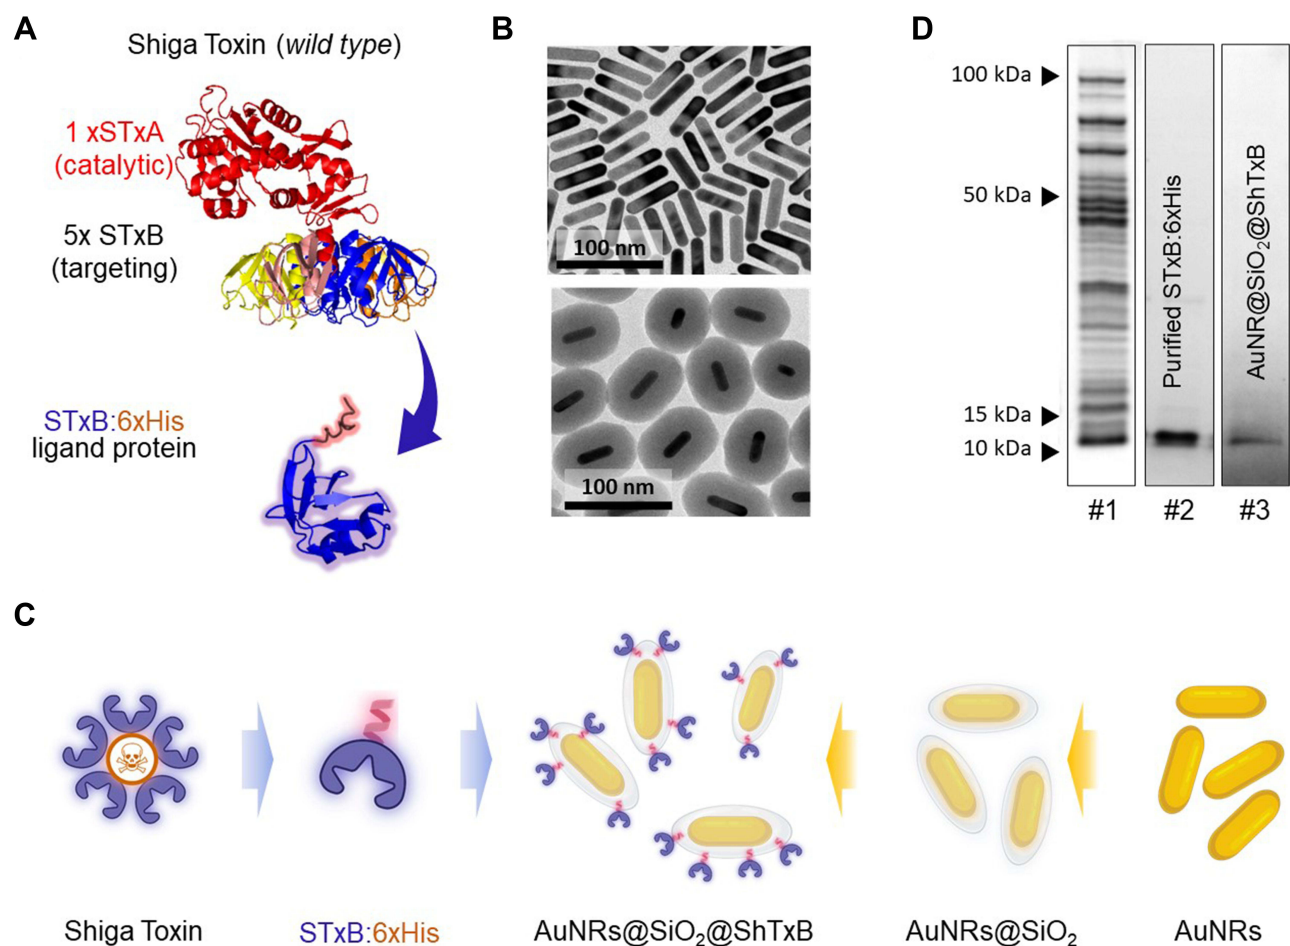 A
Shiga Toxin (wild type)
1 xSTxA
(catalytic)
5x STxB
(targeting)
STxB:6xHis
ligand protein
B
100 nm
100 nm
D
100 kDa
50 kDa
15 kDa
10 kDa
Purified STxB:6xHis
AuNR@SiO₂@ShTxB
#1
#2
#3
C
Shiga Toxin
STxB:6xHis
AuNRs@SiO₂@ShTxB
AuNRs@SiO₂
AuNRs